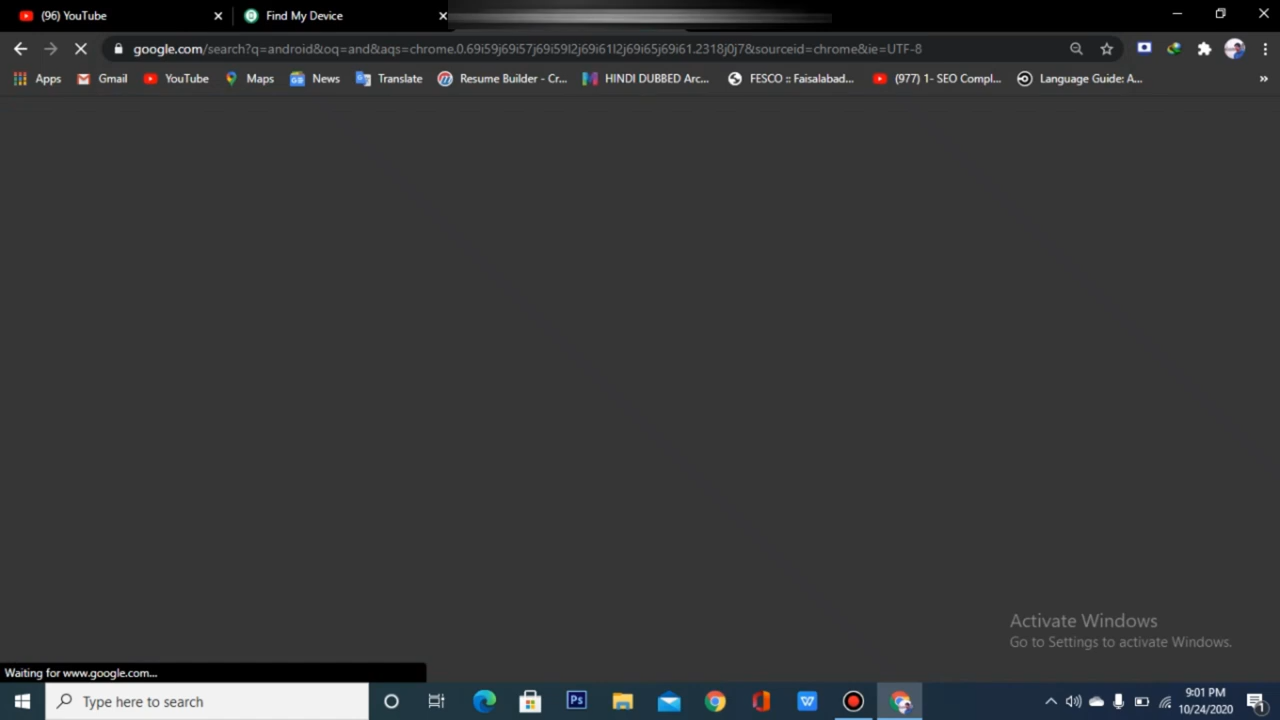 (96) YouTube
Find My Device
google.com/search?q=android&oq=and&aqs=chrome.0.69i59j69i57j69i59l2j69i61l2j69i65j69i61.2318j0j7&sourceid=chrome&ie=UTF-8
Apps Gmail YouTube Maps News Translate Resume Builder - Cr... HINDI DUBBED Arc... FESCO :: Faisalabad... (977) 1- SEO Compl... Language Guide: A... »
Activate Windows
Go to Settings to activate Windows.
Waiting for www.google.com...
Type here to search
Ps
W
9:01 PM
10/24/2020
1